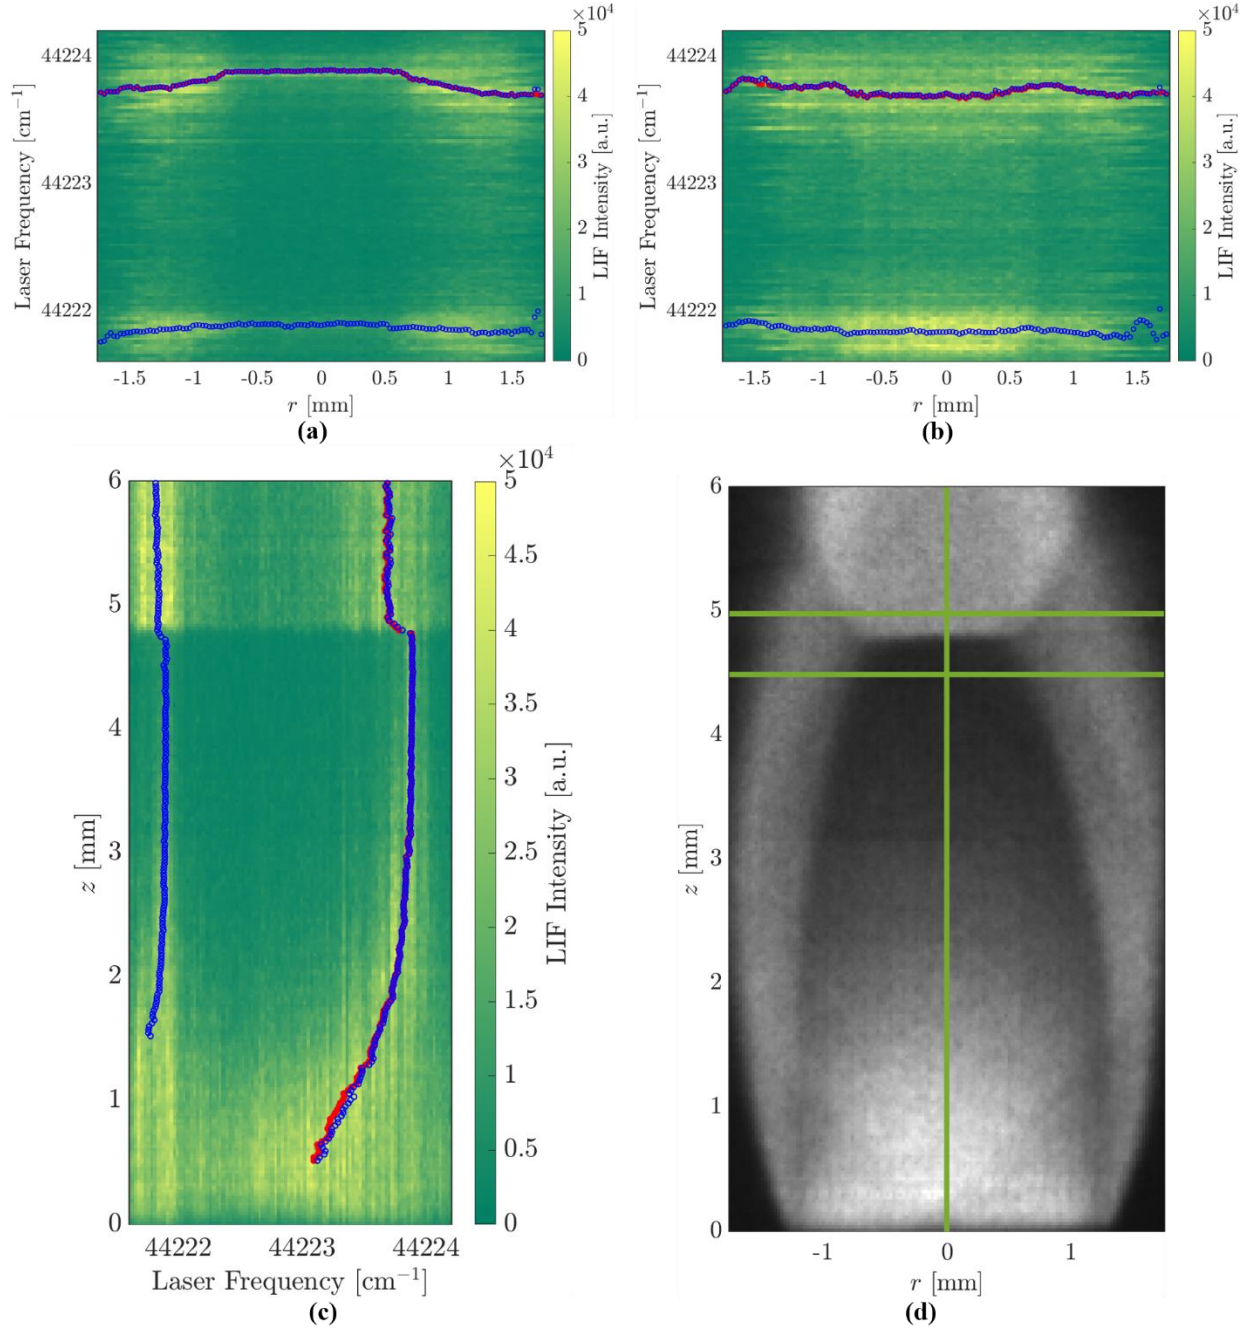 ×10⁴
5
44224
4
3
44223
2
1
44222
0
-1.5 -1 -0.5 0 0.5 1 1.5
r [mm]
Laser Frequency [cm⁻¹]
LIF Intensity [a.u.]
(a)
×10⁴
5
44224
4
3
44223
2
1
44222
0
-1.5 -1 -0.5 0 0.5 1 1.5
r [mm]
Laser Frequency [cm⁻¹]
LIF Intensity [a.u.]
(b)
×10⁴
6
5
4
3
2
1
0
z [mm]
44222 44223 44224
Laser Frequency [cm⁻¹]
5
4.5
4
3.5
3
2.5
2
1.5
1
0.5
0
LIF Intensity [a.u.]
(c)
6
5
4
3
2
1
0
z [mm]
-1 0 1
r [mm]
(d)